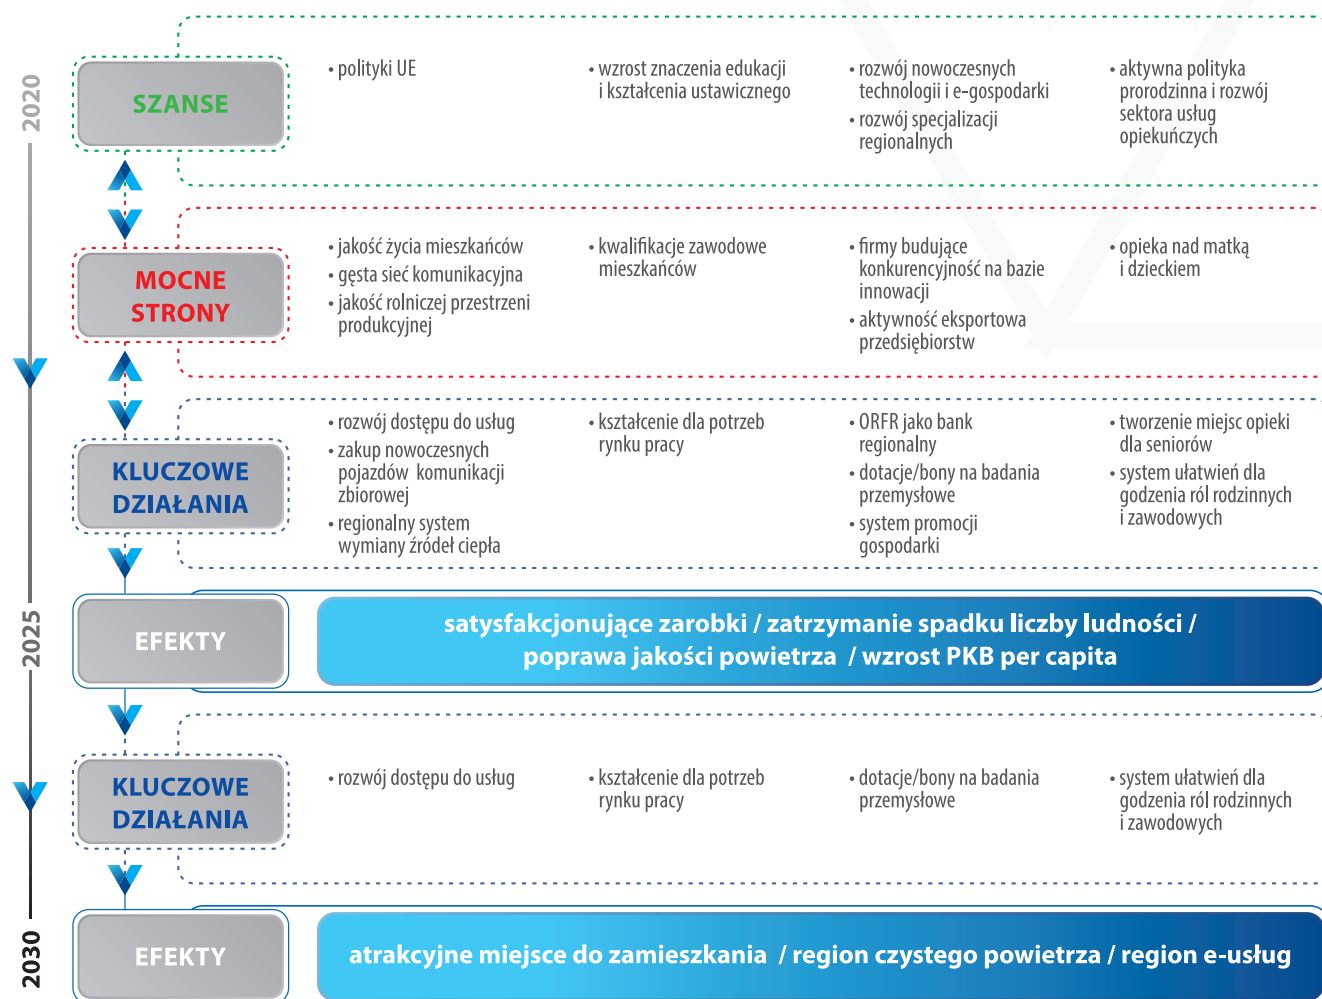 2020
SZANSE
• polityki UE
• wzrost znaczenia edukacji
i kształcenia ustawicznego
• rozwój nowoczesnych
technologii i e-gospodarki
• rozwój specjalizacji
regionalnych
• aktywna polityka
prorodzinna i rozwój
sektora usług
opiekuńczych
MOCNE
STRONY
• jakość życia mieszkańców
• gęsta sieć komunikacyjna
• jakość rolniczej przestrzeni
produkcyjnej
• kwalifikacje zawodowe
mieszkańców
• firmy budujące
konkurencyjność na bazie
innowacji
• aktywność eksportowa
przedsiębiorstw
• opieka nad matką
i dzieckiem
KLUCZOWE
DZIAŁANIA
• rozwój dostępu do usług
• zakup nowoczesnych
pojazdów komunikacji
zbiorowej
• regionalny system
wymiany źródeł ciepła
• kształcenie dla potrzeb
rynku pracy
• ORFR jako bank
regionalny
• dotacje/bony na badania
przemysłowe
• system promocji
gospodarki
• tworzenie miejsc opieki
dla seniorów
• system ułatwień dla
godzenia ról rodzinnych
i zawodowych
2025
EFEKTY
satysfakcjonujące zarobki / zatrzymanie spadku liczby ludności /
poprawa jakości powietrza / wzrost PKB per capita
KLUCZOWE
DZIAŁANIA
• rozwój dostępu do usług
• kształcenie dla potrzeb
rynku pracy
• dotacje/bony na badania
przemysłowe
• system ułatwień dla
godzenia ról rodzinnych
i zawodowych
2030
EFEKTY
atrakcyjne miejsce do zamieszkania / region czystego powietrza / region e-usług